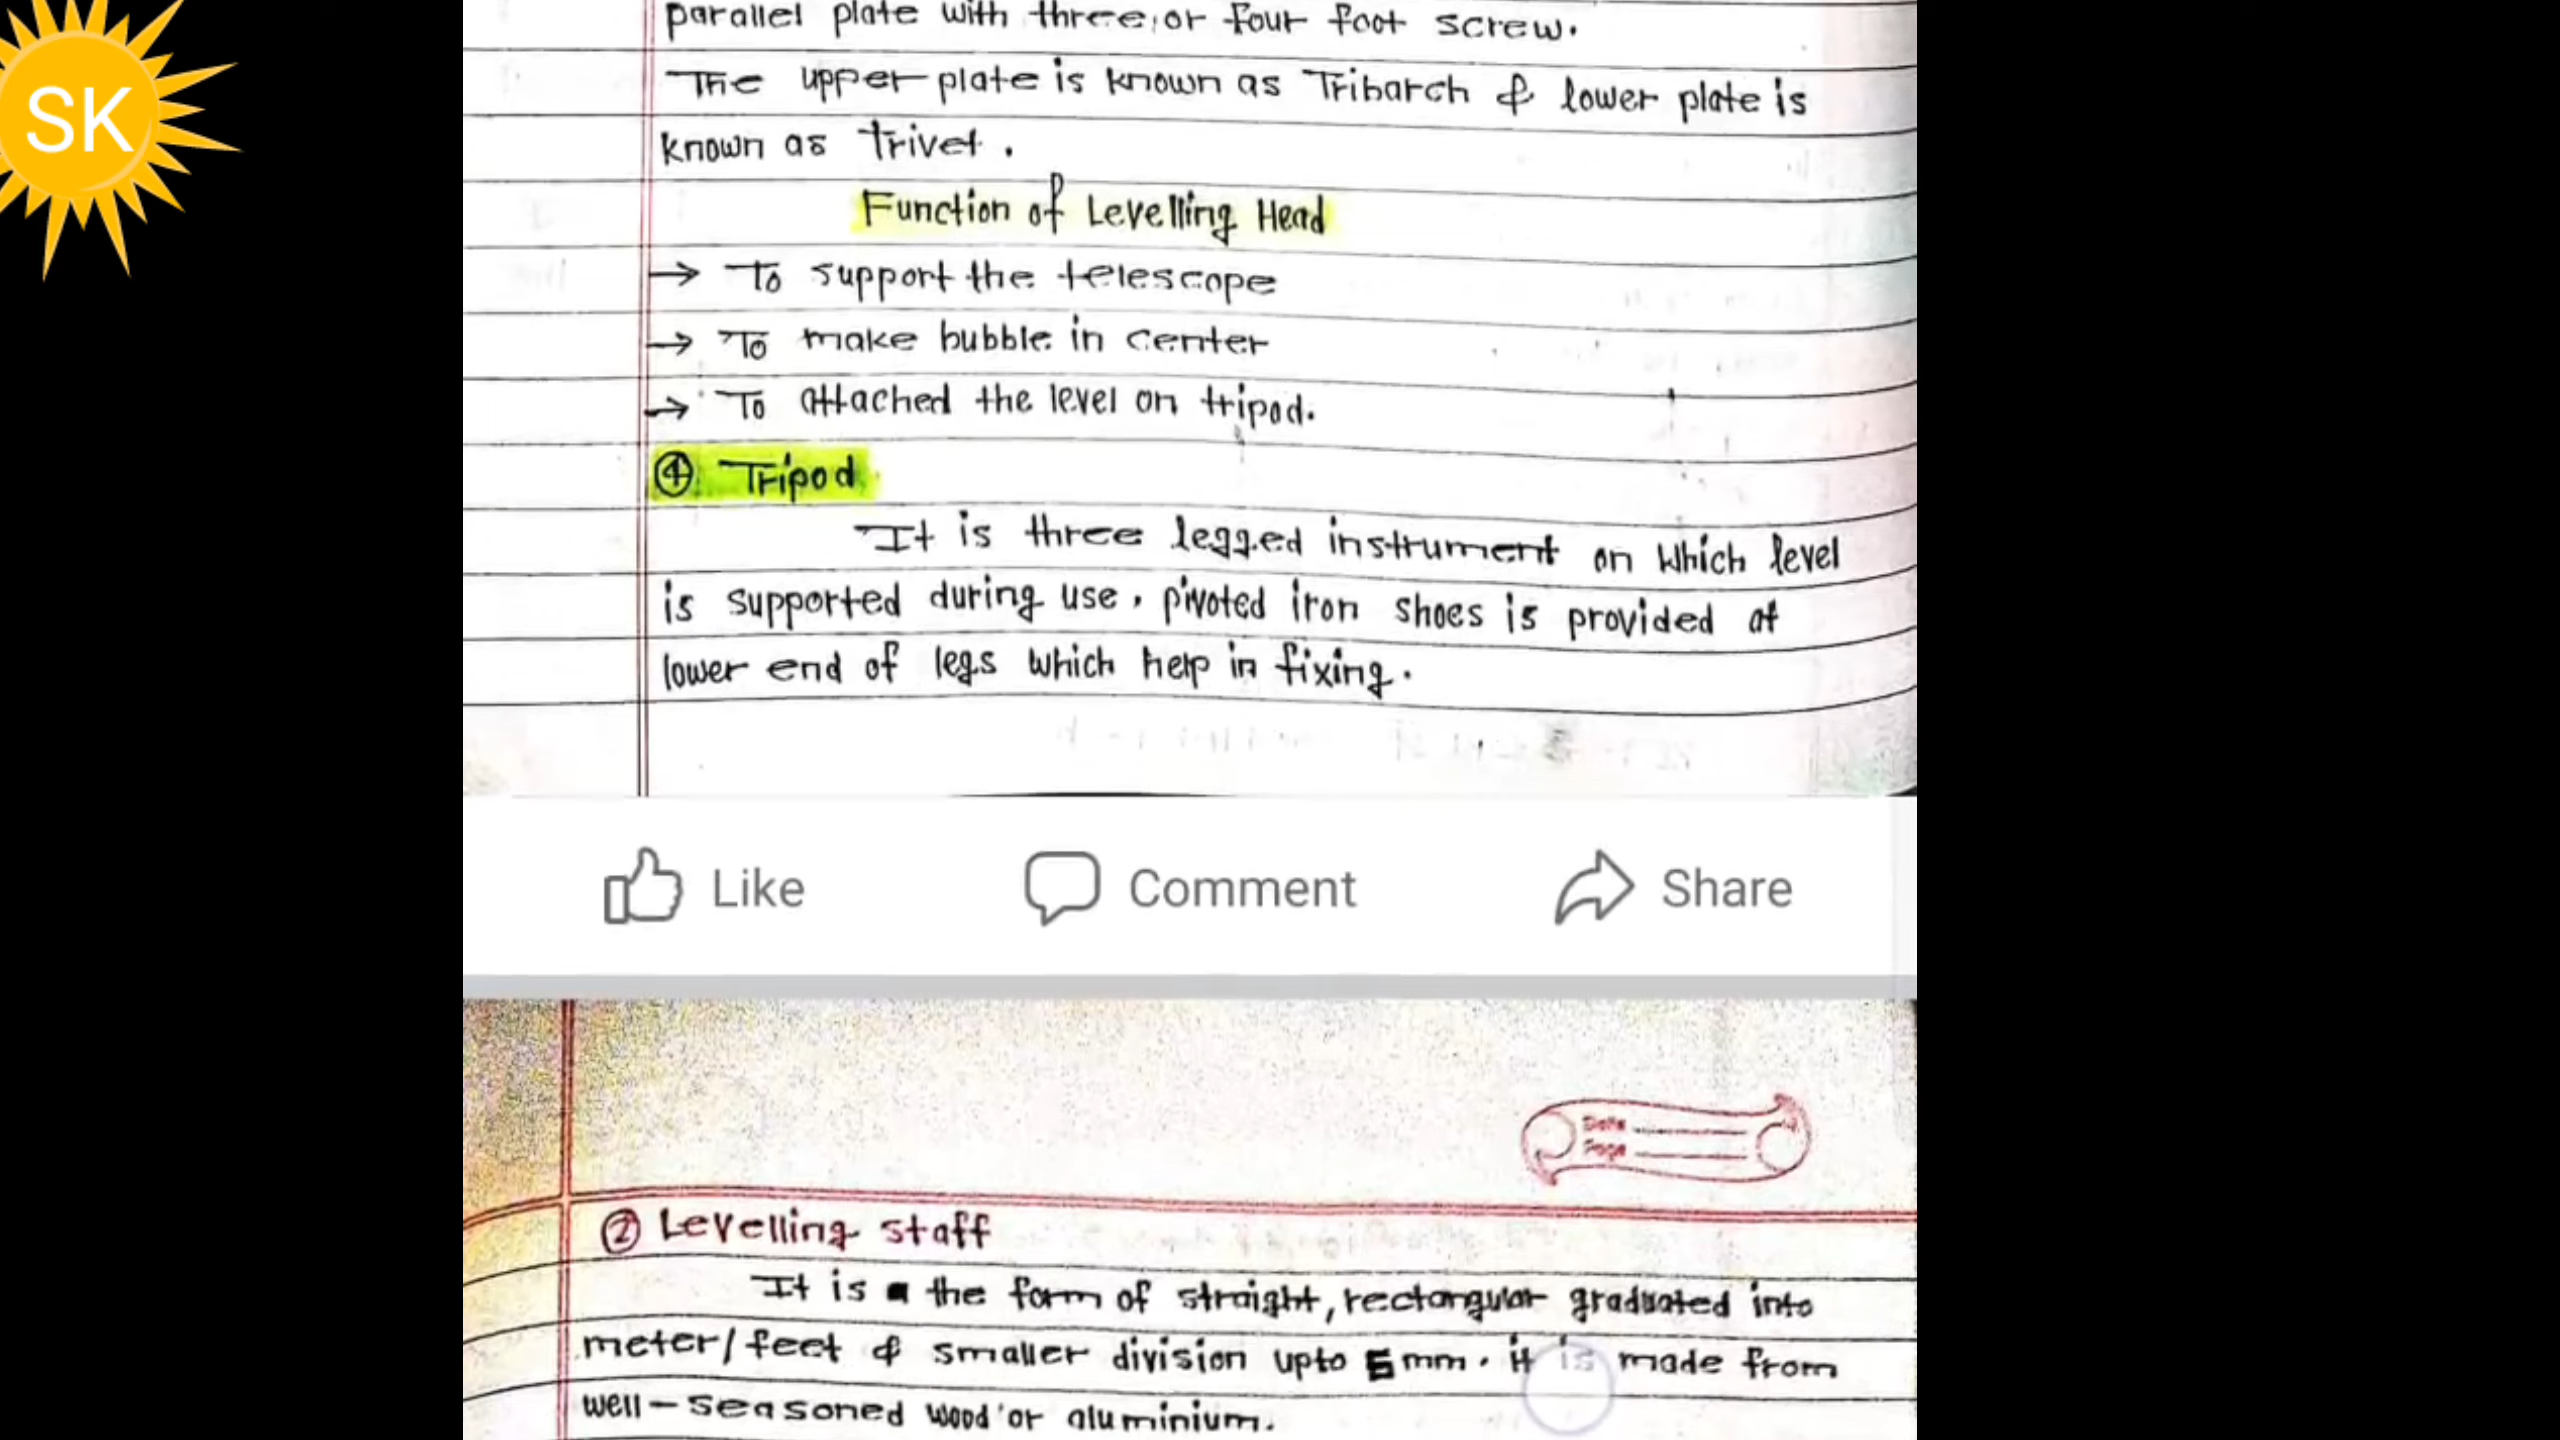 SK
parallel plate with three, or four foot screw.
The upper plate is known as Tribarch & lower plate is
known as Trivet.
Function of Levelling Head
→ To support the telescope
→ To make bubble in center
→ To attached the level on tripod.
④ Tripod
It is three legged instrument on which level
is supported during use, pivoted iron shoes is provided at
lower end of legs which help in fixing.
Like Comment Share
Date
Page
② Levelling staff
It is the form of straight, rectangular graduated into
meter/feet & smaller division upto 5mm. it is made from
well-seasoned wood or aluminium.